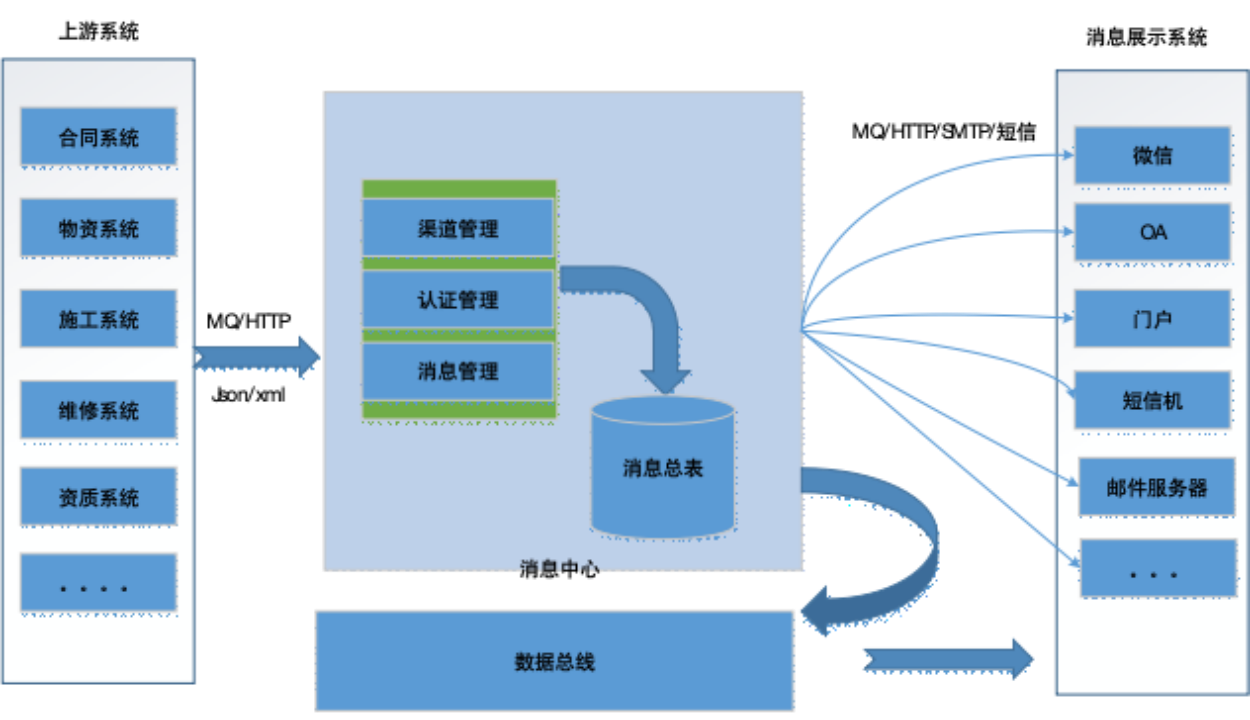 上游系统
合同系统
物资系统
施工系统
维修系统
资质系统
. . . .
MQ/HTTP
Json/xml
渠道管理
认证管理
消息管理
消息总表
消息中心
数据总线
MQ/HTTP/SMTP/短信
消息展示系统
微信
OA
门户
短信机
邮件服务器
. . .